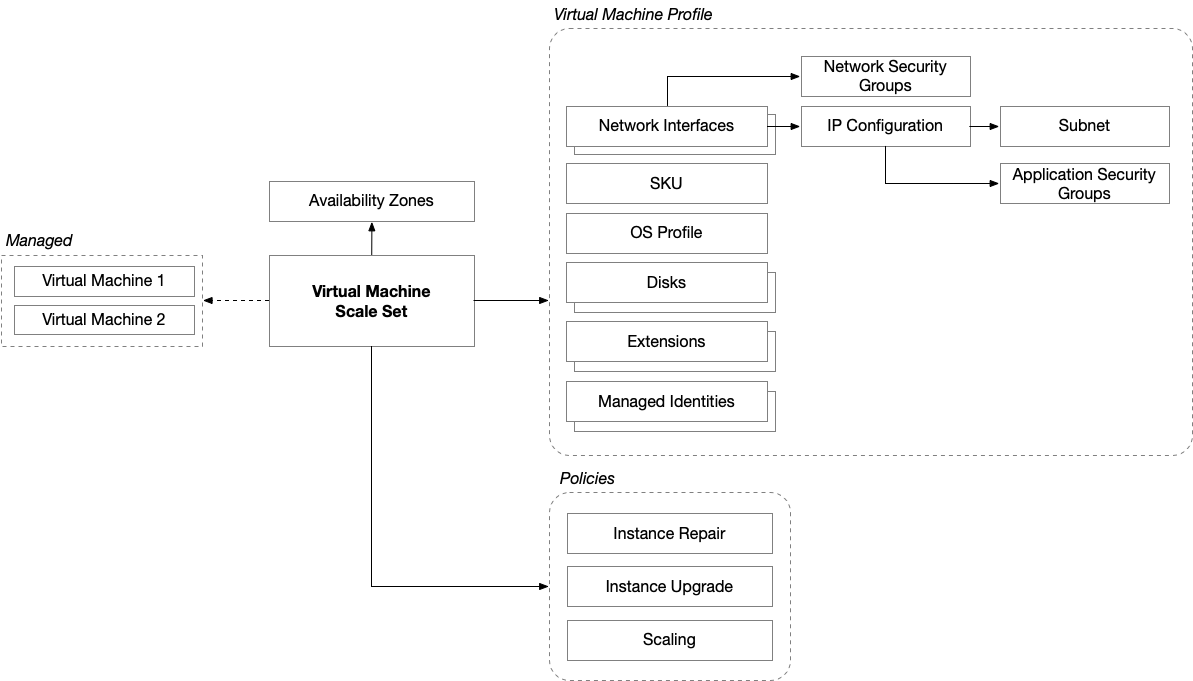 Virtual Machine Profile
Network Security
Groups
Network Interfaces
IP Configuration
Subnet
SKU
Application Security
Groups
Availability Zones
OS Profile
Managed
Virtual Machine 1
Virtual Machine 2
Virtual Machine
Scale Set
Disks
Extensions
Managed Identities
Policies
Instance Repair
Instance Upgrade
Scaling